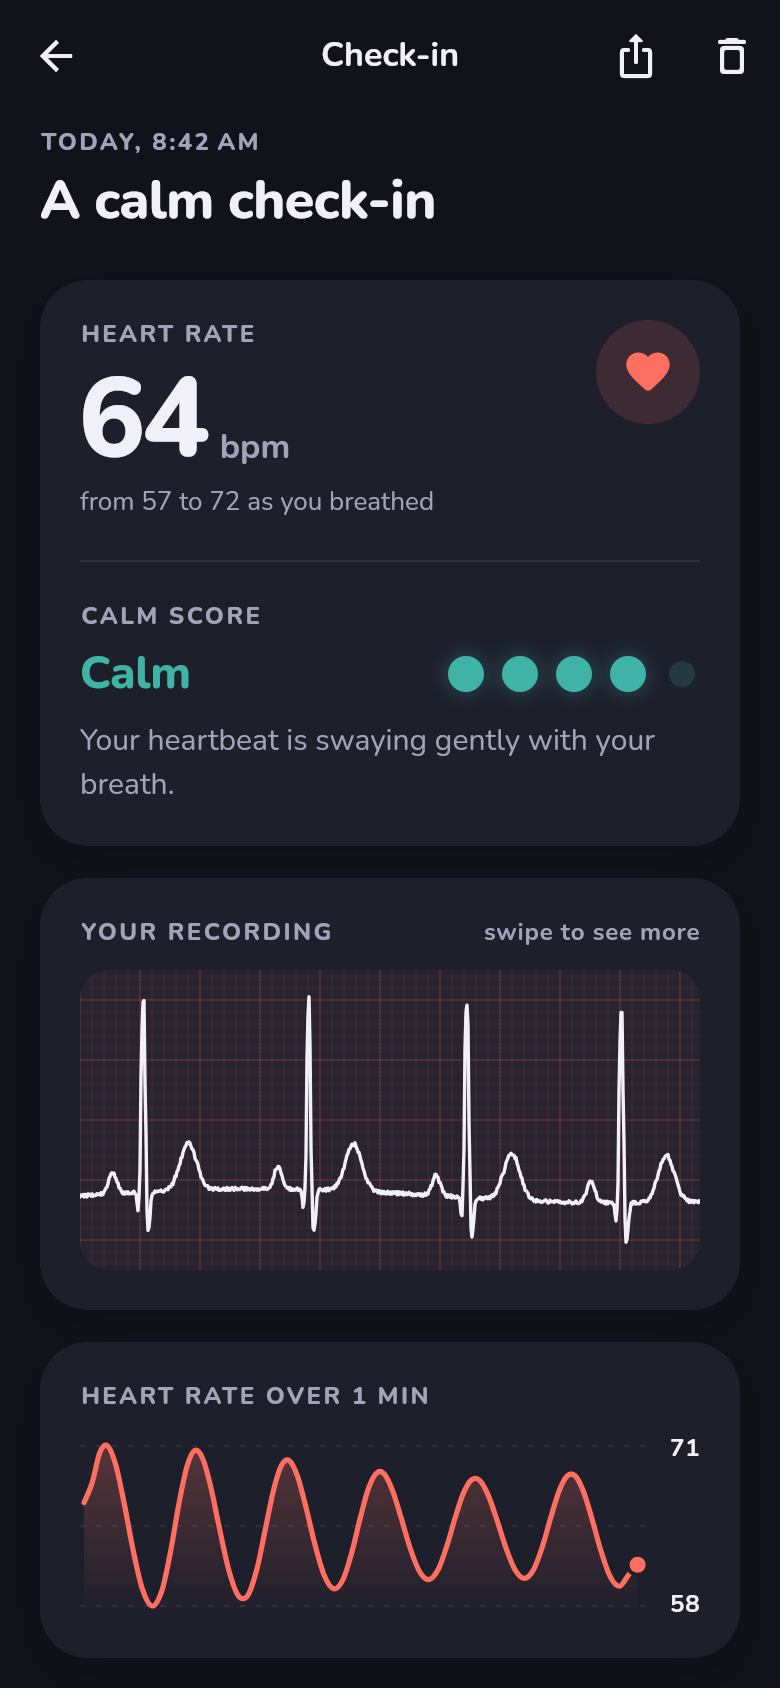 Check-in
TODAY, 8:42 AM
A calm check-in
HEART RATE
64 bpm
from 57 to 72 as you breathed
CALM SCORE
Calm
Your heartbeat is swaying gently with your
breath.
YOUR RECORDING
swipe to see more
HEART RATE OVER 1 MIN
71
58